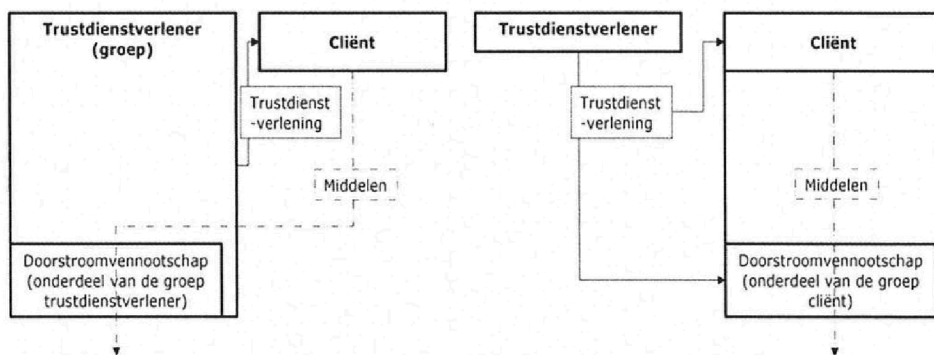 Trustdienstverlener
(groep)
Cliënt
Trustdienst
-verlening
Middelen
Doorstroomvennootschap
(onderdeel van de groep
trustdienstverlener)
Trustdienstverlener
Cliënt
Trustdienst
-verlening
Middelen
Doorstroomvennootschap
(onderdeel van de groep
cliënt)